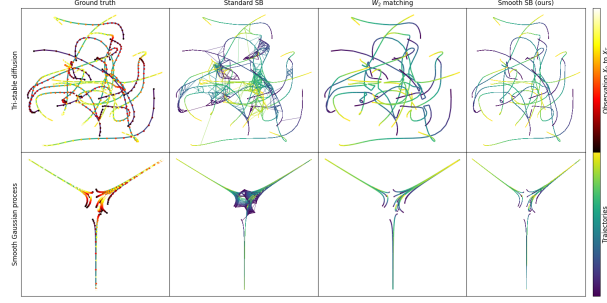 Ground truth
Standard SB
W₂ matching
Smooth SB (ours)
Tri-stable diffusion
Smooth Gaussian process
Trajectories